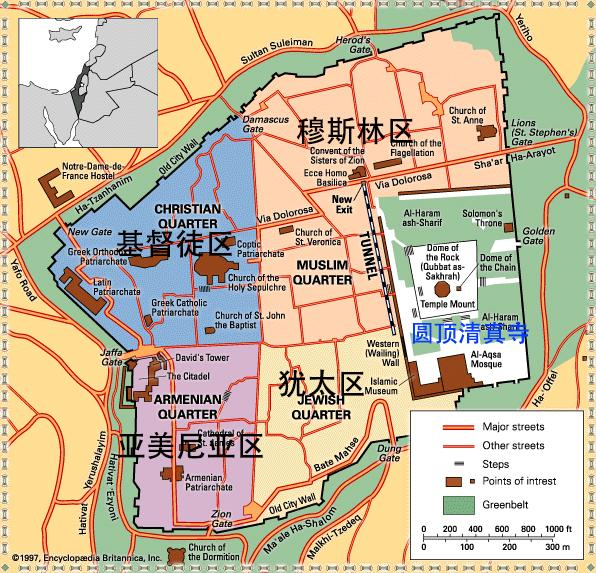 Sultan Suleiman
Herod's
Gate
Yeriho
Damascus
Gate
穆斯林区
Church of
St. Anne
Lions
(St. Stephen's)
Gate
Old City Wall
Convent of the
Sisters of Zion
Church of the
Flagellation
Notre-Dame-de-
France Hostel
Ecce Homo
Basilica
Sha'ar Ha-Arayot
Ha-Tzanhanim
New
Exit
Via Dolorosa
CHRISTIAN
QUARTER
Via Dolorosa
Al-Haram
ash-Sharif
Solomon's
Throne
New Gate
基督徒区
Church of
St. Veronica
TUNNEL
Golden
Gate
Greek Orthodox
Patriarchate
Coptic
Patriarchate
Dome of
the Rock
(Qubbat as-
Sakhrah)
Dome of
the Chain
Yafo Road
Latin
Patriarchate
Church of the
Holy Sepulchre
MUSLIM
QUARTER
Temple Mount
Greek Catholic
Patriarchate
Church of St. John
the Baptist
Al-Haram
ash-Sharif
圆顶清真寺
Jaffa
Gate
David's Tower
Western
(Wailing)
Wall
Al-Aqsa
Mosque
The Citadel
犹太区
Islamic
Museum
ARMENIAN
QUARTER
JEWISH
QUARTER
Ha-Ofel
亚美尼亚区
Cathedral of
St. James
Bate Mahse
Dung
Gate
Hativat Yerushalayim
Hativat Ezyoni
Armenian
Patriarchate
Old City Wall
Zion
Gate
Ma'ale Ha-Shalom
Malkhi-Tzedeq
Church of
the Dormition
Major streets
Other streets
Steps
Points of intrest
Greenbelt
0 200 400 600 800 1000 ft
0 100 200 300 m
©1997, Encyclopædia Britannica, Inc.